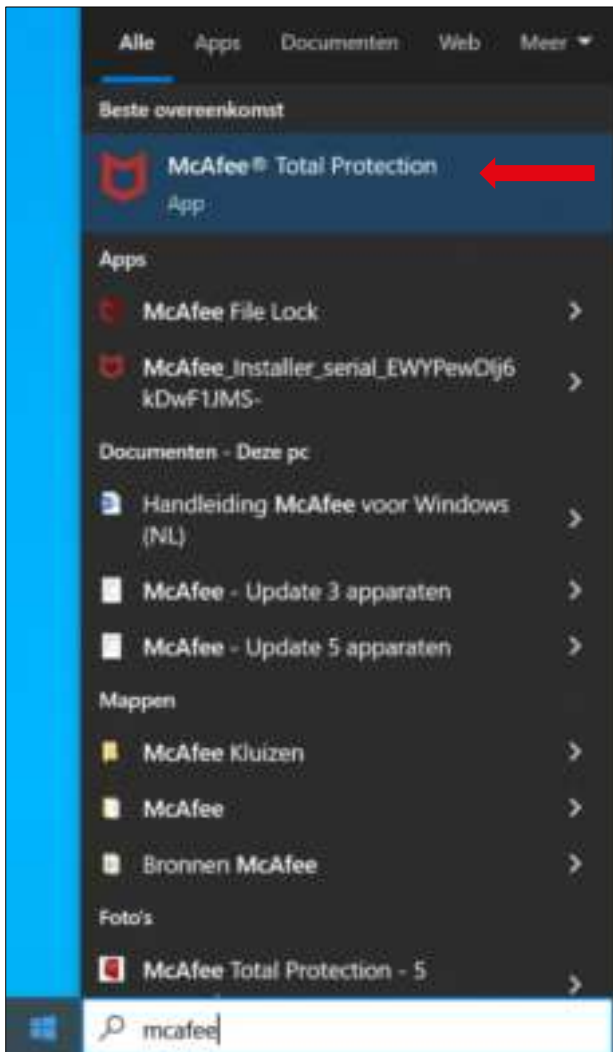 Alle Apps Documenten Web Meer
Beste overeenkomst
McAfee® Total Protection
App
Apps
McAfee File Lock
McAfee_Installer_serial_EWYPewDlj6
kDwF1JMS-
Documenten - Deze pc
Handleiding McAfee voor Windows
(NL)
McAfee - Update 3 apparaten
McAfee - Update 5 apparaten
Mappen
McAfee Kluizen
McAfee
Bronnen McAfee
Foto's
McAfee Total Protection - 5
mcafee